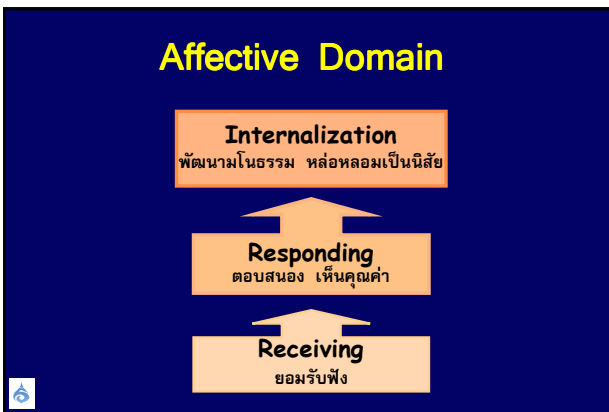 Affective Domain
Internalization
พัฒนามโนธรรม หล่อหลอมเป็นนิสัย
Responding
ตอบสนอง เห็นคุณค่า
Receiving
ยอมรับฟัง